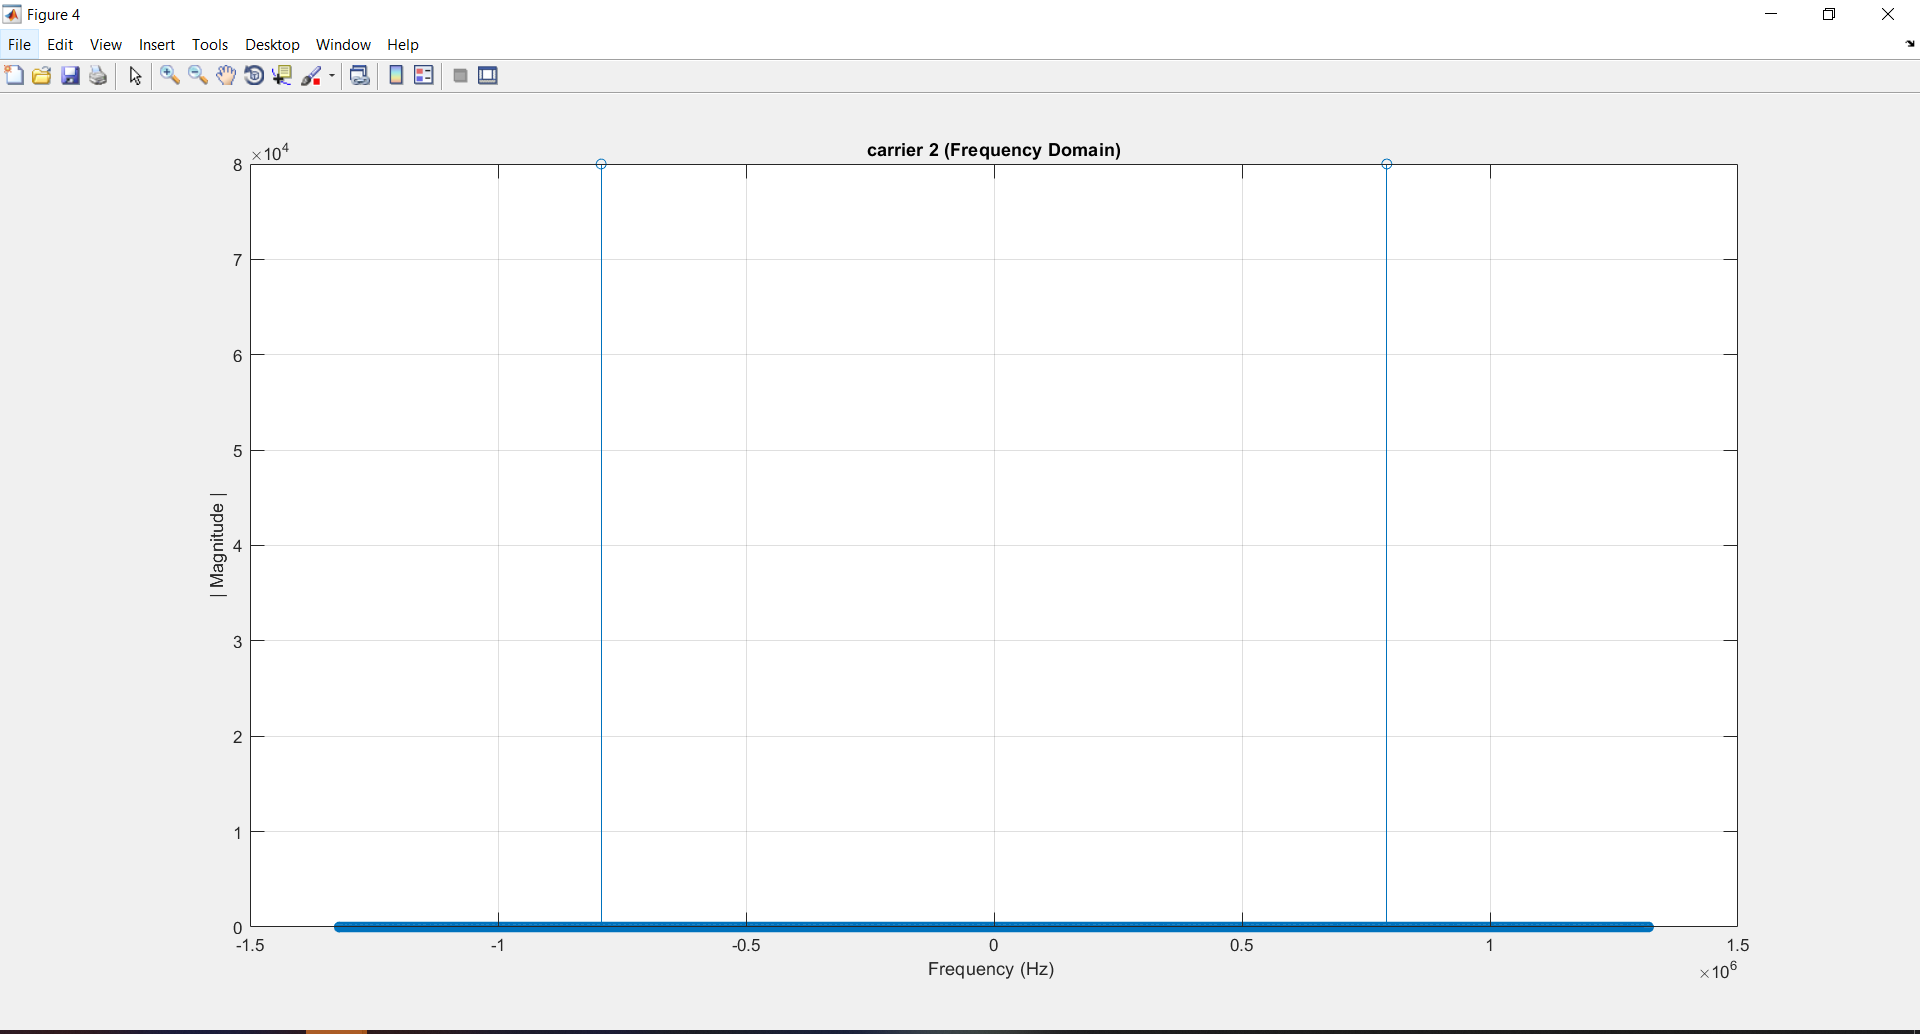 Figure 4
File Edit View Insert Tools Desktop Window Help
carrier 2 (Frequency Domain)
×10^4
8
7
6
5
4
3
2
1
0
| Magnitude |
-1.5 -1 -0.5 0 0.5 1 1.5
Frequency (Hz)
×10^6